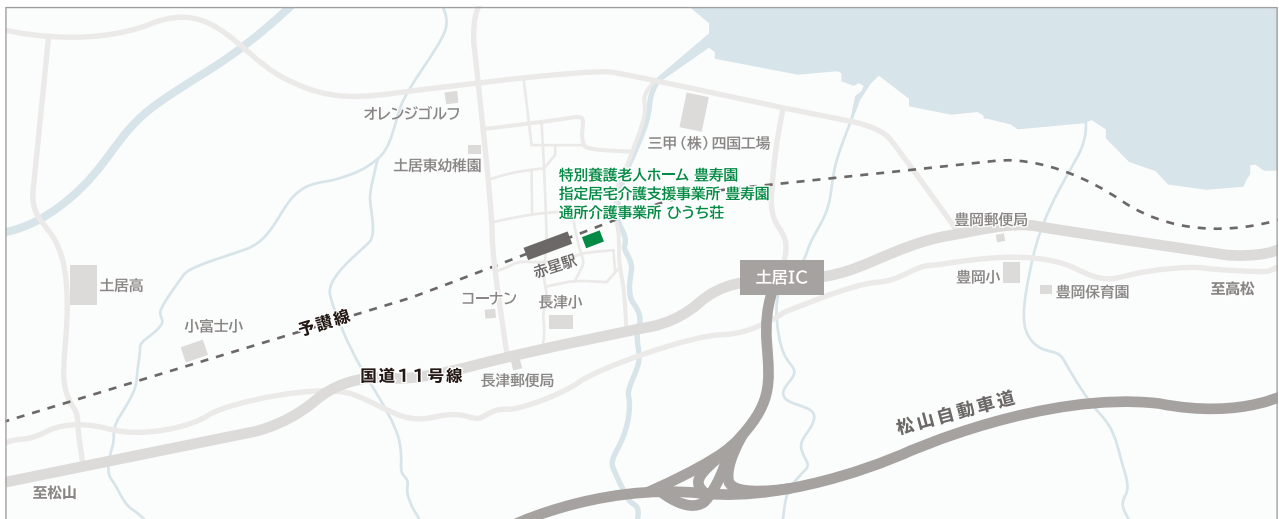 オレンジゴルフ
三甲（株）四国工場
土居東幼稚園
特別養護老人ホーム 豊寿園
指定居宅介護支援事業所 豊寿園
通所介護事業所 ひうち荘
豊岡郵便局
赤星駅
土居IC
豊岡小
土居高
豊岡保育園
至高松
コーナン
長津小
予讃線
小富士小
国道11号線
長津郵便局
松山自動車道
至松山